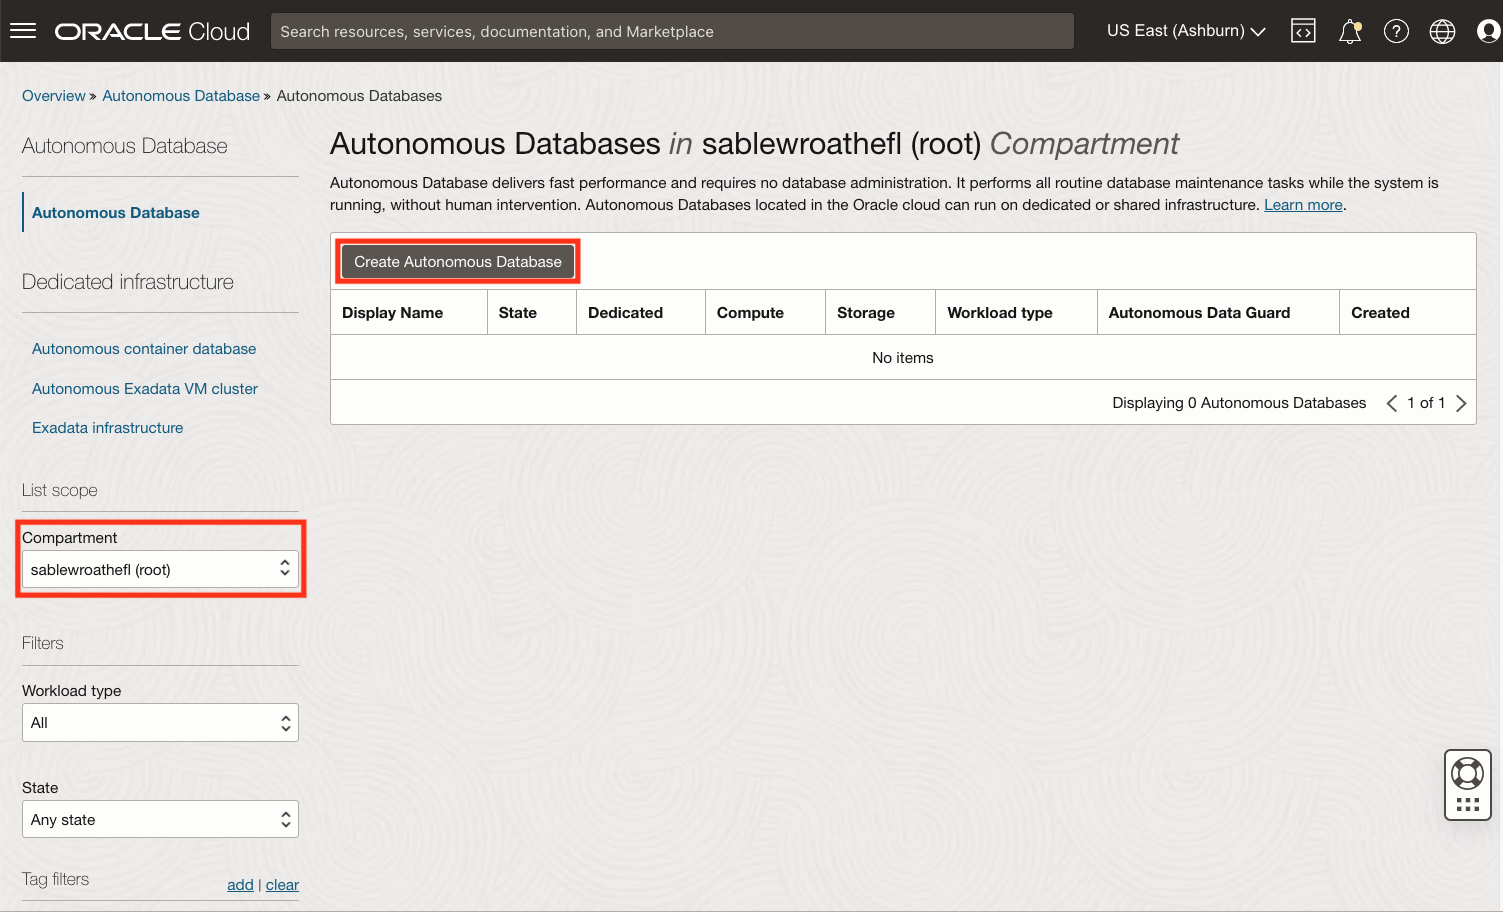 ORACLE Cloud
Search resources, services, documentation, and Marketplace
US East (Ashburn)
Overview » Autonomous Database » Autonomous Databases
Autonomous Database
Autonomous Database
Dedicated infrastructure
Autonomous container database
Autonomous Exadata VM cluster
Exadata infrastructure
List scope
Compartment
sablewroathefl (root)
Filters
Workload type
All
State
Any state
Tag filters add | clear
Autonomous Databases in sablewroathefl (root) Compartment
Autonomous Database delivers fast performance and requires no database administration. It performs all routine database maintenance tasks while the system is
running, without human intervention. Autonomous Databases located in the Oracle cloud can run on dedicated or shared infrastructure. Learn more.
Create Autonomous Database
Display Name State Dedicated Compute Storage Workload type Autonomous Data Guard Created
No items
Displaying 0 Autonomous Databases < 1 of 1 >